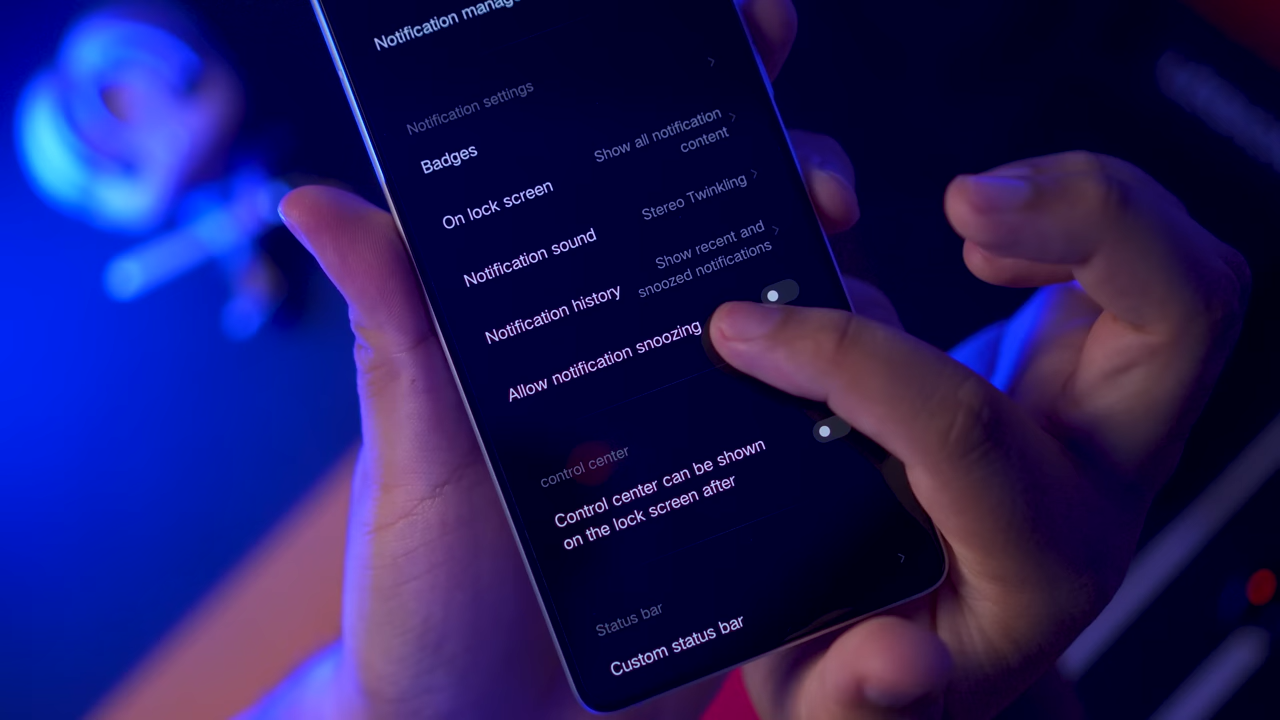 Notification manage
Notification settings
Badges
On lock screen
Show all notification
content
Notification sound
Stereo Twinkling
Notification history
Show recent and
snoozed notifications
Allow notification snoozing
control center
Control center can be shown
on the lock screen after
Status bar
Custom status bar